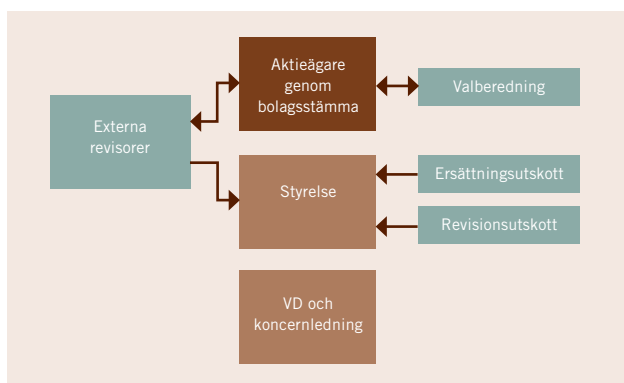 Aktieägare
genom
bolagsstämma
Valberedning
Externa
revisorer
Ersättningsutskott
Styrelse
Revisionsutskott
VD och
koncernledning